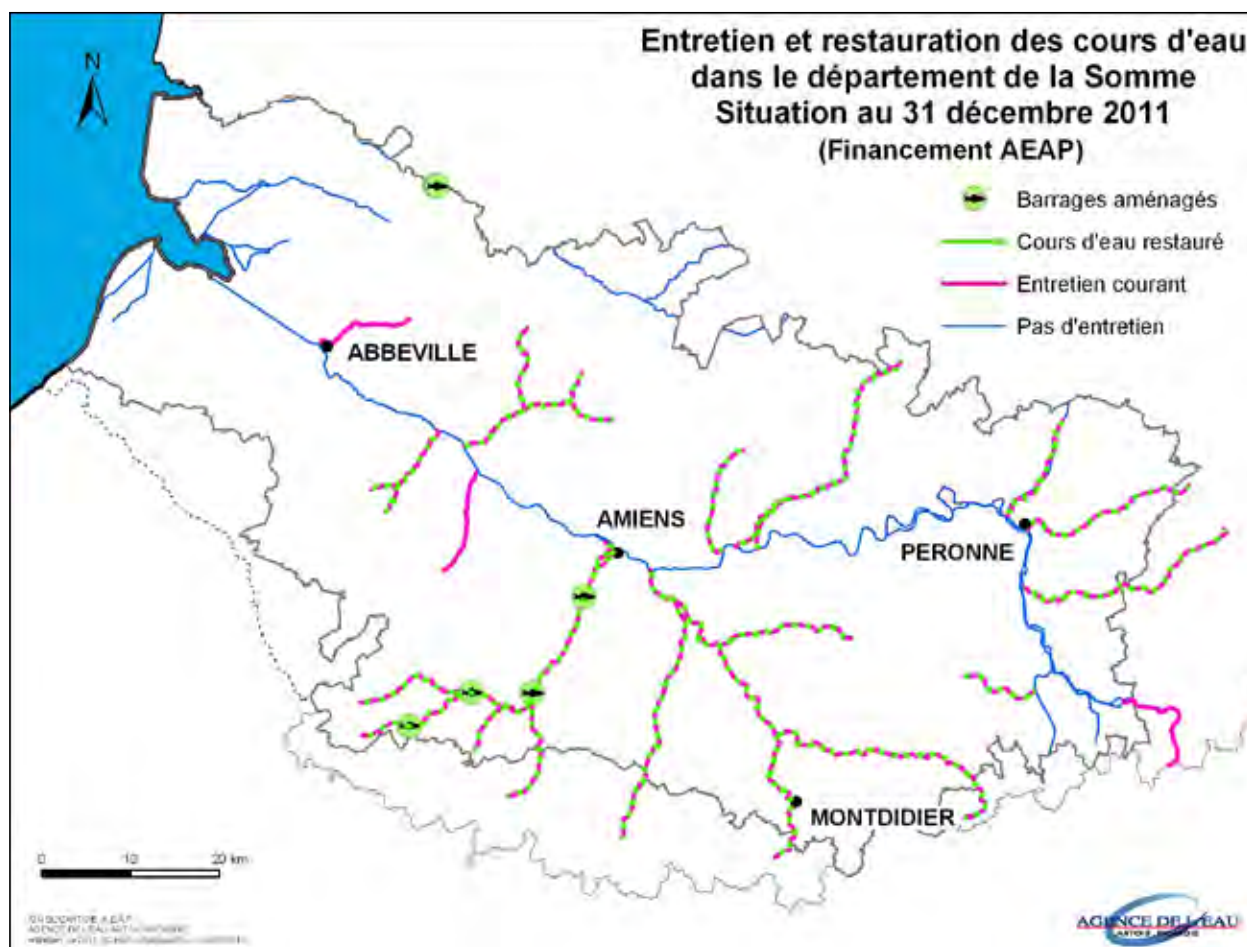 Entretien et restauration des cours d'eau
dans le département de la Somme
Situation au 31 décembre 2011
(Financement AEAP)
N
Barrages aménagés
Cours d'eau restauré
Entretien courant
Pas d'entretien
ABBEVILLE
AMIENS
PERONNE
MONTDIDIER
0 10 20 km
AGENCE DE L'EAU
ARTOIS PICARDIE